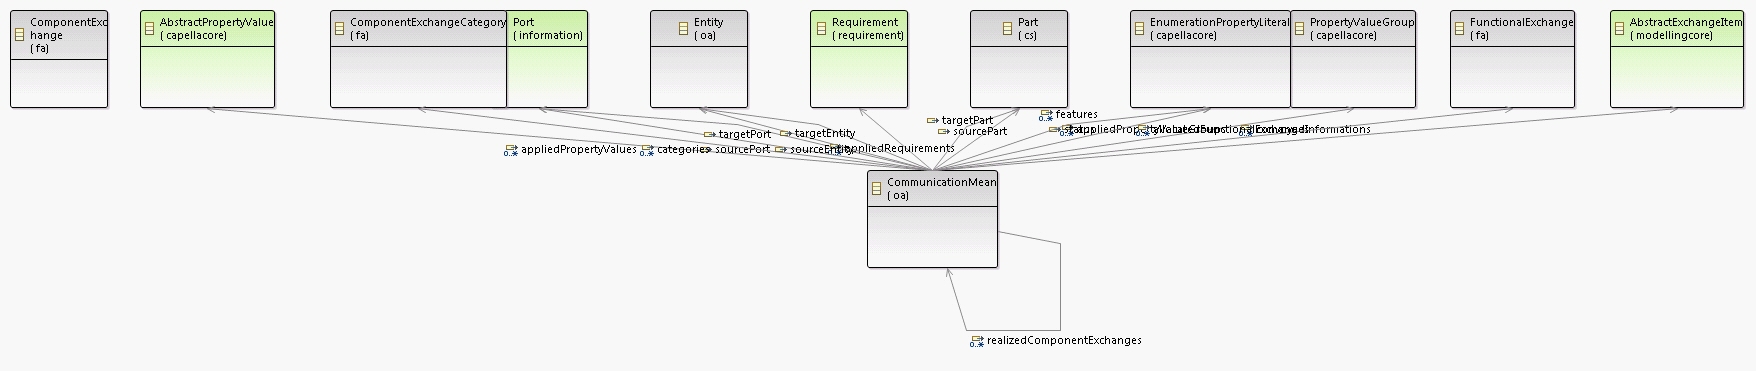 ComponentExc
hange
( fa)
AbstractPropertyValue
( capellacore)
ComponentExchangeCategory
( fa)
Port
( information)
Entity
( oa)
Requirement
( requirement)
Part
( cs)
EnumerationPropertyLiteral
( capellacore)
PropertyValueGroup
( capellacore)
FunctionalExchange
( fa)
AbstractExchangeItem
( modellingcore)
0..* features
targetPart
sourcePart
targetPort
targetEntity
0..* appliedPropertyValues
0..* categories
sourcePort
sourceEntity
appliedRequirements
CommunicationMean
( oa)
0..* realizedComponentExchanges